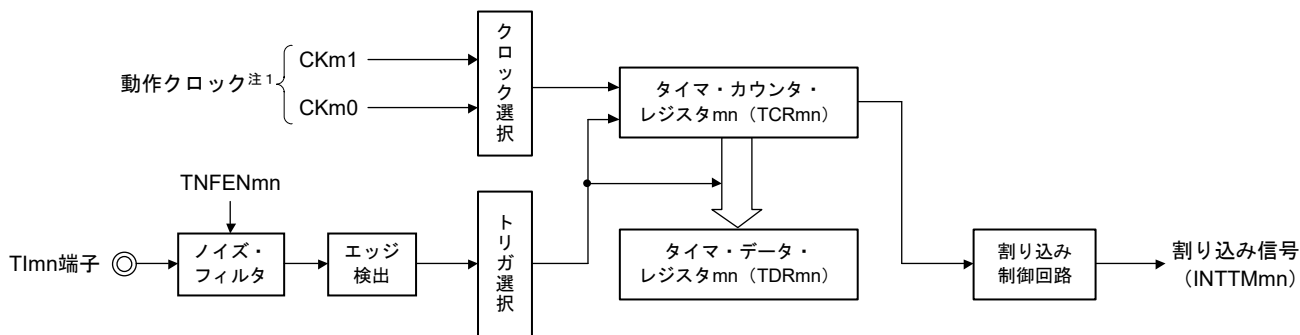 動作クロック注1
CKm1
CKm0
クロック選択
タイマ・カウンタ・
レジスタmn（TCRmn）
TNFENmn
TImn端子
ノイズ・
フィルタ
エッジ
検出
トリガ選択
タイマ・データ・
レジスタmn（TDRmn）
割り込み
制御回路
割り込み信号
（INTTMmn）